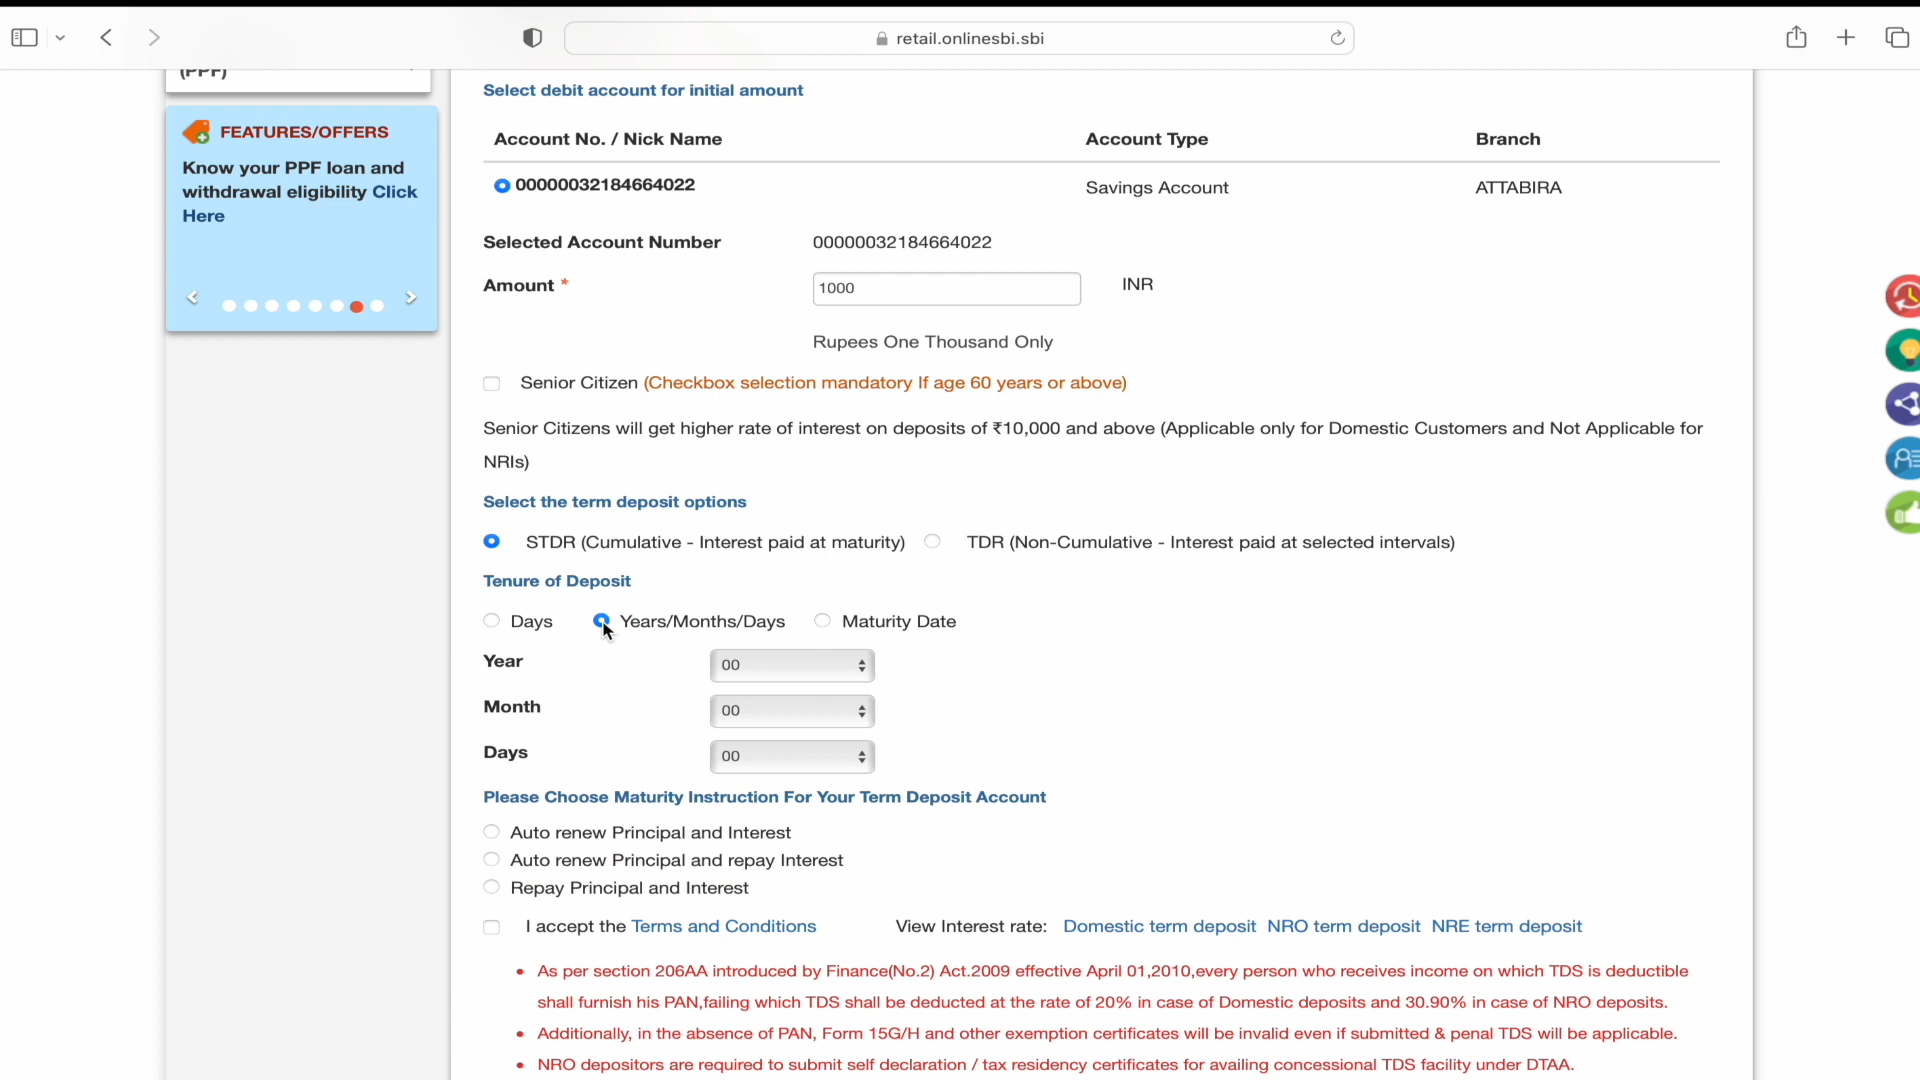 retail.onlinesbi.sbi
(PPF)
FEATURES/OFFERS
Know your PPF loan and
withdrawal eligibility Click
Here
Select debit account for initial amount
Account No. / Nick Name Account Type Branch
00000032184664022 Savings Account ATTABIRA
Selected Account Number 00000032184664022
Amount * 1000 INR
Rupees One Thousand Only
Senior Citizen (Checkbox selection mandatory If age 60 years or above)
Senior Citizens will get higher rate of interest on deposits of ₹10,000 and above (Applicable only for Domestic Customers and Not Applicable for
NRIs)
Select the term deposit options
STDR (Cumulative - Interest paid at maturity) TDR (Non-Cumulative - Interest paid at selected intervals)
Tenure of Deposit
Days Years/Months/Days Maturity Date
Year 00
Month 00
Days 00
Please Choose Maturity Instruction For Your Term Deposit Account
Auto renew Principal and Interest
Auto renew Principal and repay Interest
Repay Principal and Interest
I accept the Terms and Conditions View Interest rate: Domestic term deposit NRO term deposit NRE term deposit
• As per section 206AA introduced by Finance(No.2) Act.2009 effective April 01,2010,every person who receives income on which TDS is deductible
shall furnish his PAN,failing which TDS shall be deducted at the rate of 20% in case of Domestic deposits and 30.90% in case of NRO deposits.
• Additionally, in the absence of PAN, Form 15G/H and other exemption certificates will be invalid even if submitted & penal TDS will be applicable.
• NRO depositors are required to submit self declaration / tax residency certificates for availing concessional TDS facility under DTAA.